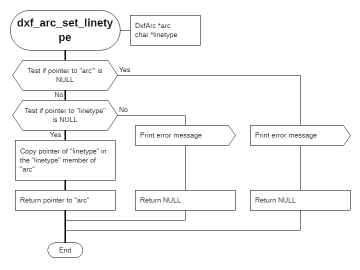 dxf_arc_set_linety
pe
DxfArc *arc
char *linetype
Test if pointer to "arc" is
NULL
Yes
No
Test if pointer to "linetype"
is NULL
No
Yes
Print error message
Print error message
Copy pointer of "linetype" in
the "linetype" member of
"arc"
Return pointer to "arc"
Return NULL
Return NULL
End